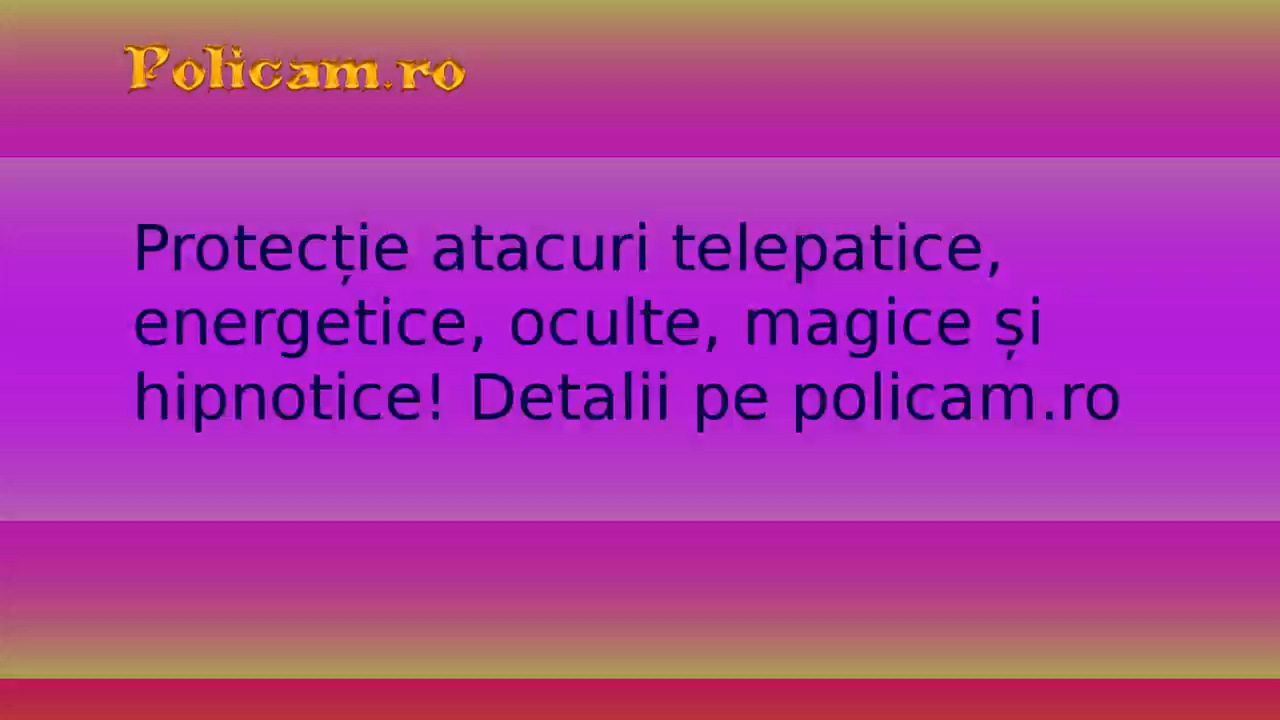 Policam.ro
Protecție atacuri telepatice,
energetice, oculte, magice și
hipnotice! Detalii pe policam.ro